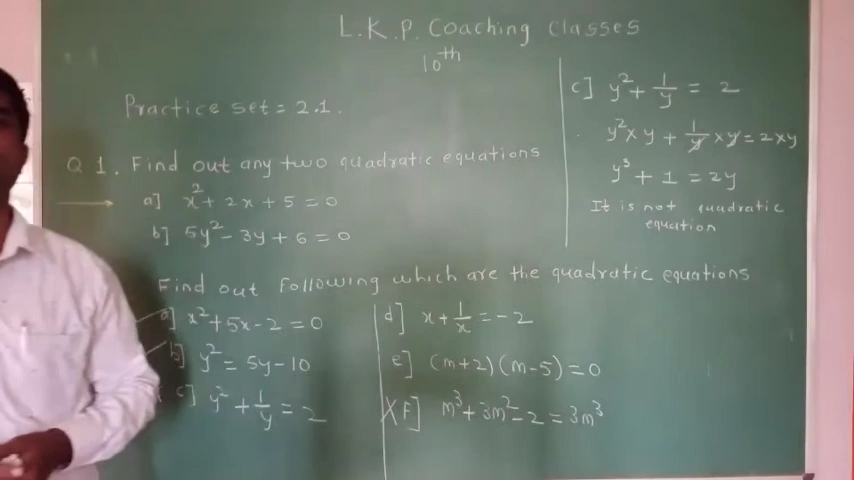 L.K.P. Coaching classes
10th
Practice set = 2.1.
Q 1. Find out any two quadratic equations
a] x² + 2x + 5 = 0
b] 5y² - 3y + 6 = 0
Find out following which are the quadratic equations
a] x² + 5x - 2 = 0
b] y² = 5y - 10
c] y² + 1/y = 2
d] x + 1/x = -2
e] (m+2)(m-5) = 0
X F] m³ + 3m² - 2 = 3m³
c] y² + 1/y = 2
y² x y + 1/y x y = 2 x y
y³ + 1 = 2y
It is not quadratic
equation